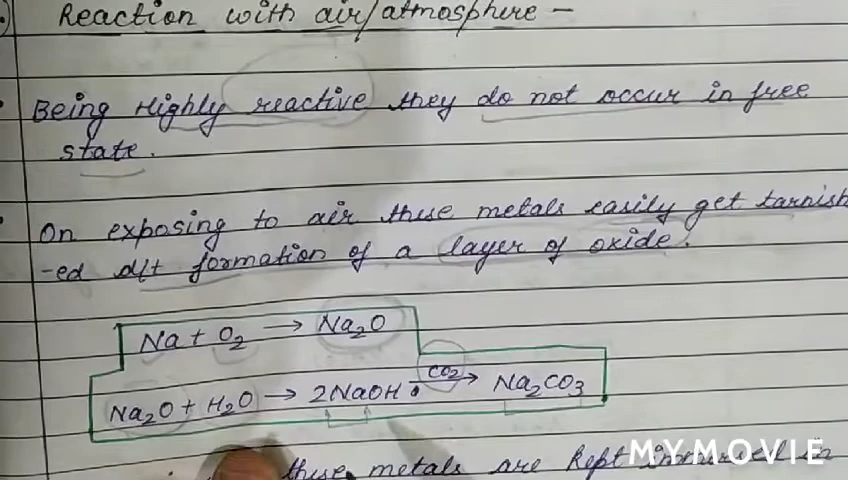 Reaction with air/atmosphere —
Being Highly reactive they do not occur in free
state.
On exposing to air these metals easily get tarnish
-ed d/t formation of a layer of oxide.
Na + O₂ → Na₂O
Na₂O + H₂O → 2NaOH CO₂→ Na₂CO₃
these metals are kept immersed in
MYMOVIE